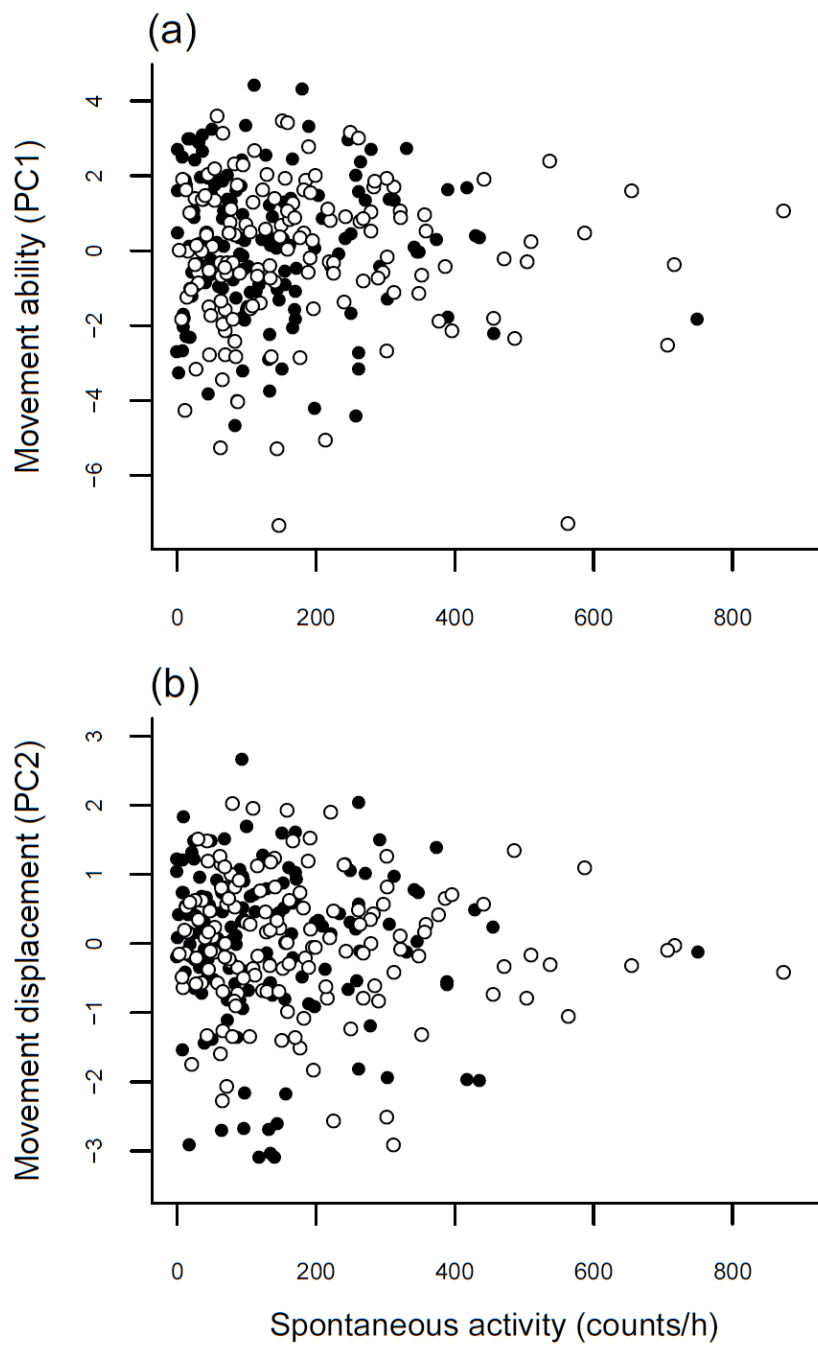 (a)
Movement ability (PC1)
4
2
0
−2
−4
−6
0 200 400 600 800
(b)
Movement displacement (PC2)
3
2
1
0
−1
−2
−3
0 200 400 600 800
Spontaneous activity (counts/h)